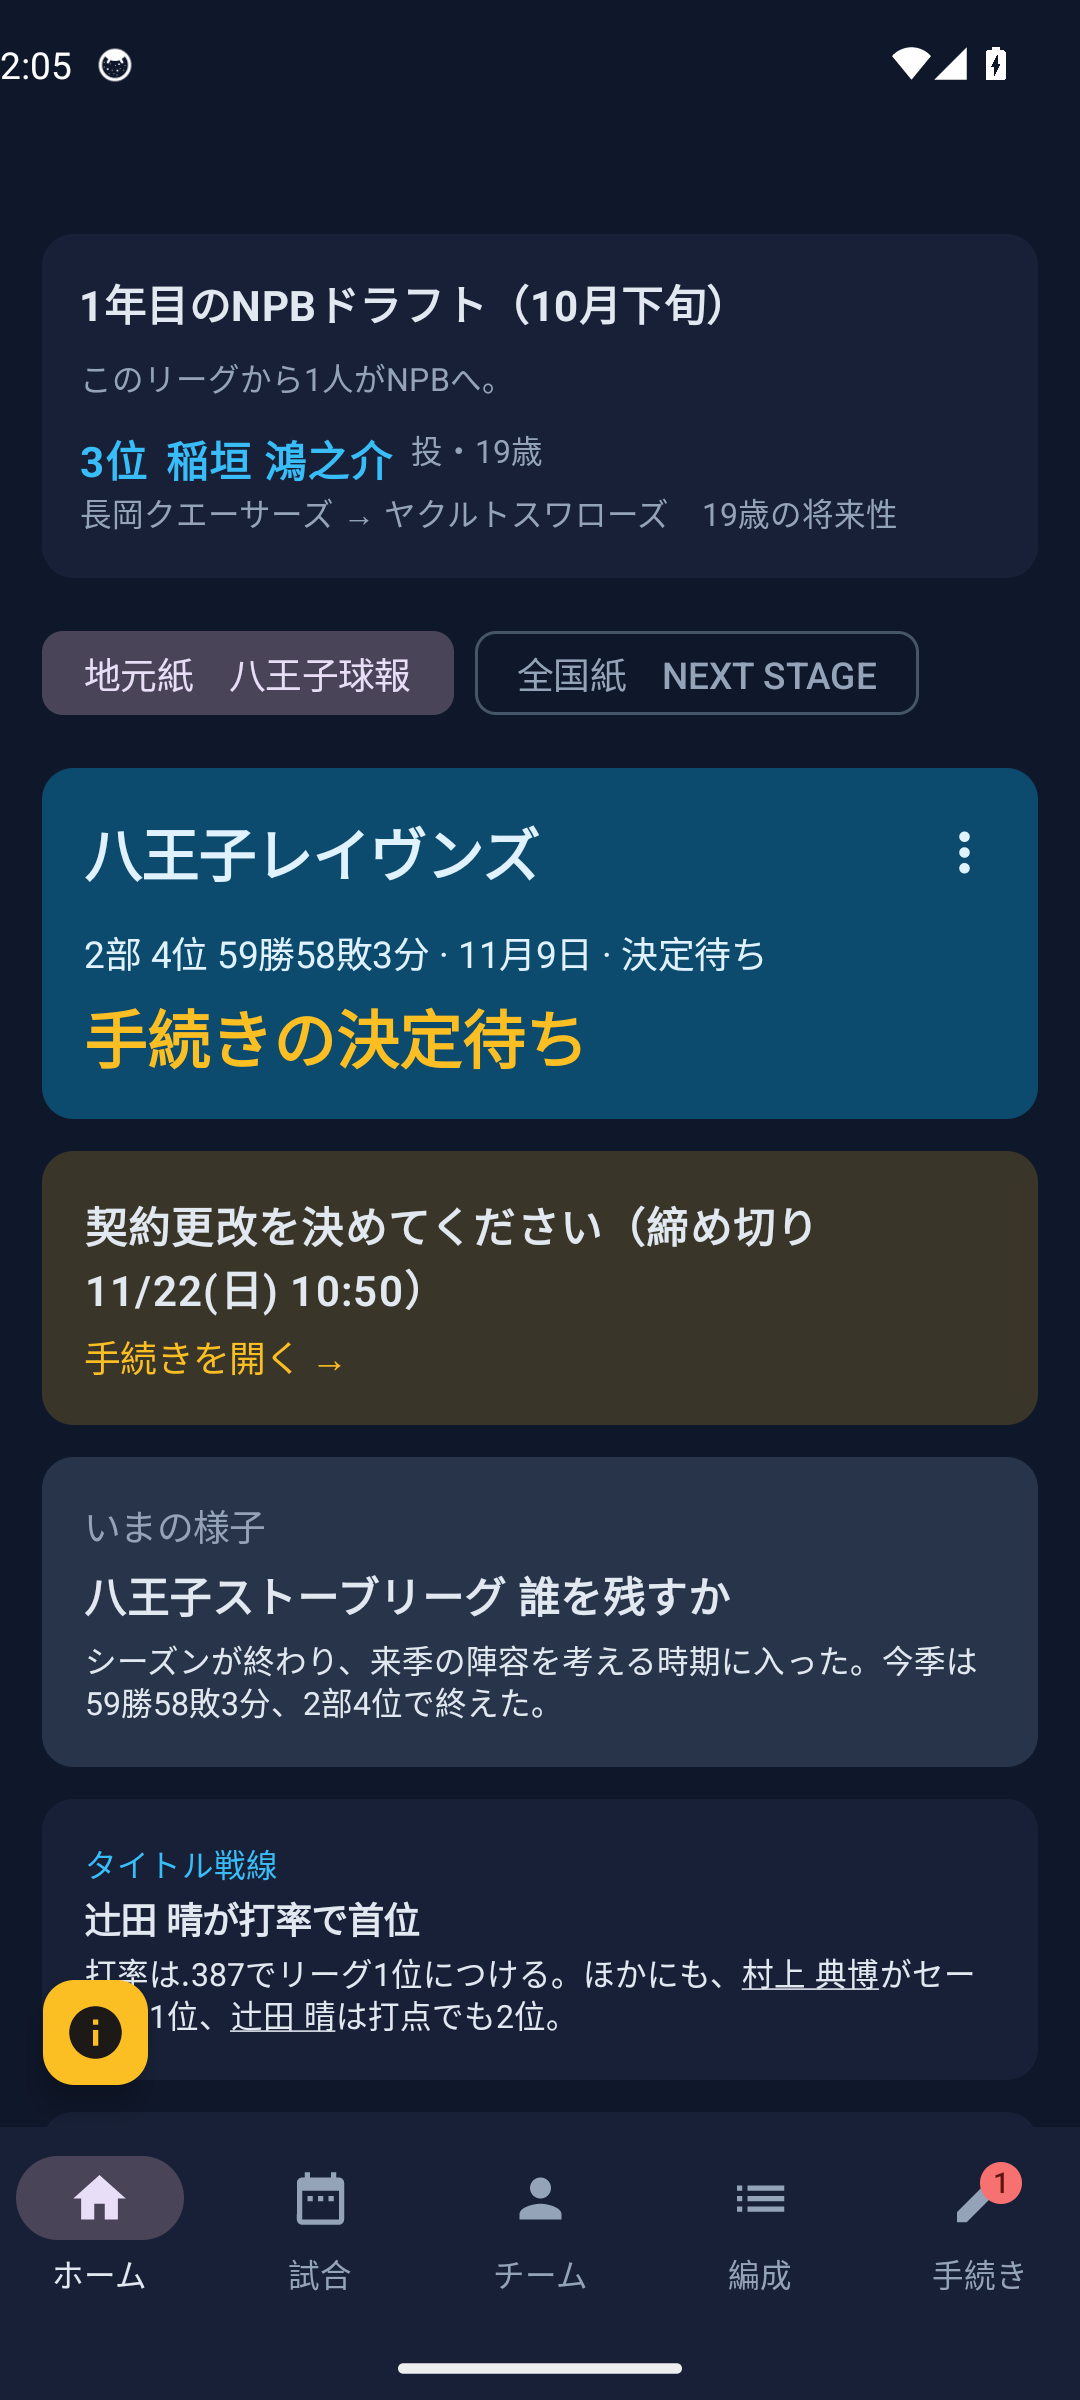 2:05
1年目のNPBドラフト（10月下旬）
このリーグから1人がNPBへ。
3位 稲垣 鴻之介 投・19歳
長岡クエーサーズ → ヤクルトスワローズ　19歳の将来性
地元紙　八王子球報
全国紙　NEXT STAGE
八王子レイヴンズ
2部 4位 59勝58敗3分 · 11月9日 · 決定待ち
手続きの決定待ち
契約更改を決めてください（締め切り
11/22(日) 10:50）
手続きを開く →
いまの様子
八王子ストーブリーグ 誰を残すか
シーズンが終わり、来季の陣容を考える時期に入った。今季は
59勝58敗3分、2部4位で終えた。
タイトル戦線
辻田 晴が打率で首位
打率は.387でリーグ1位につける。ほかにも、村上 典博がセー
1位、辻田 晴は打点でも2位。
1
ホーム
試合
チーム
編成
手続き